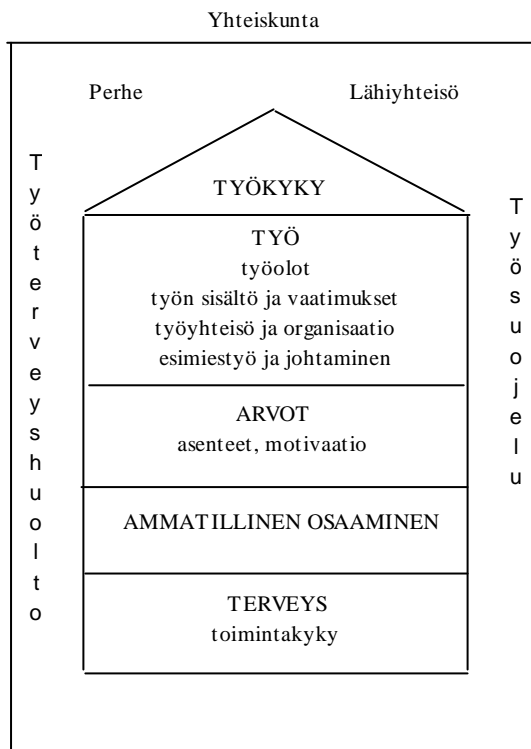 Yhteiskunta
Perhe
Lähiyhteisö
Työterveyshuolto
Työsuojelu
TYÖKYKY
TYÖ
työolot
työn sisältö ja vaatimukset
työyhteisö ja organisaatio
esimiestyö ja johtaminen
ARVOT
asenteet, motivaatio
AMMATILLINEN OSAAMINEN
TERVEYS
toimintakyky